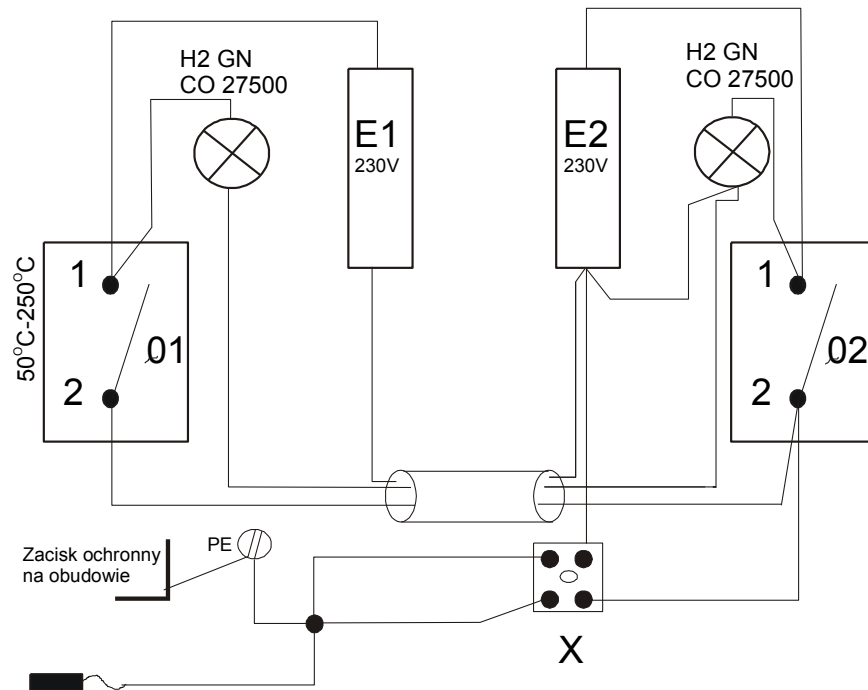 H2 GN
CO 27500
E1
230V
E2
230V
H2 GN
CO 27500
50°C-250°C
1
01
2
1
02
2
Zacisk ochronny
na obudowie
PE
X